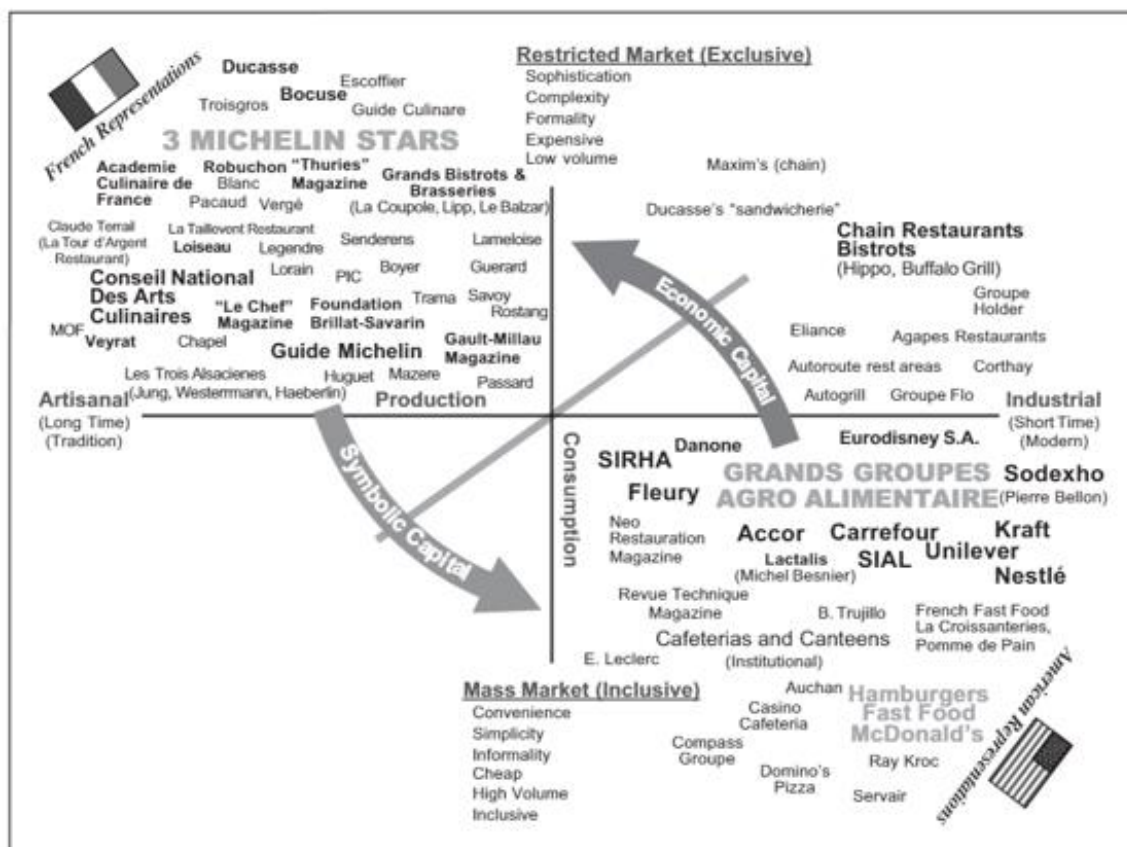 French Representations
Ducasse
Escoffier
Bocuse
Troisgros
Guide Culinare
3 MICHELIN STARS
Restricted Market (Exclusive)
Sophistication
Complexity
Formality
Expensive
Low volume
Academie
Culinaire de
France
Robuchon
Blanc
Pacaud
Vergé
"Thuries"
Magazine
Grands Bistrots &
Brasseries
(La Coupole, Lipp, Le Balzar)
Maxim's (chain)
Ducasse's "sandwicherie"
Chain Restaurants
Bistrots
(Hippo, Buffalo Grill)
Claude Terrail
(La Tour d'Argent
Restaurant)
La Taillevent Restaurant
Loiseau
Legendre
Senderens
Lameloise
Lorain
PIC
Boyer
Guerard
Conseil National
Des Arts
Culinaires
"Le Chef"
Magazine
Foundation
Brillat-Savarin
Trama
Savoy
Rostang
MOF
Veyrat
Chapel
Guide Michelin
Gault-Millau
Magazine
Les Trois Alsacienes
(Jung, Westerrmann, Haeberlin)
Huguet
Mazere
Passard
Economic Capital
Groupe
Holder
Eliance
Agapes Restaurants
Autoroute rest areas
Corthay
Autogrill
Groupe Flo
Artisanal
(Long Time)
(Tradition)
Production
Industrial
(Short Time)
(Modern)
Consumption
Symbolic Capital
Eurodisney S.A.
SIRHA
Danone
GRANDS GROUPES
AGRO ALIMENTAIRE
Sodexho
(Pierre Bellon)
Fleury
Neo
Restauration
Magazine
Accor
Carrefour
Kraft
Lactalis
(Michel Besnier)
SIAL
Unilever
Nestlé
Revue Technique
Magazine
B. Trujillo
French Fast Food
La Croissanteries,
Pomme de Pain
Cafeterias and Canteens
(Institutional)
E. Leclerc
Mass Market (Inclusive)
Convenience
Simplicity
Informality
Cheap
High Volume
Inclusive
Auchan
Casino
Cafeteria
Hamburgers
Fast Food
McDonald's
Compass
Groupe
Domino's
Pizza
Ray Kroc
Servair
American Representations